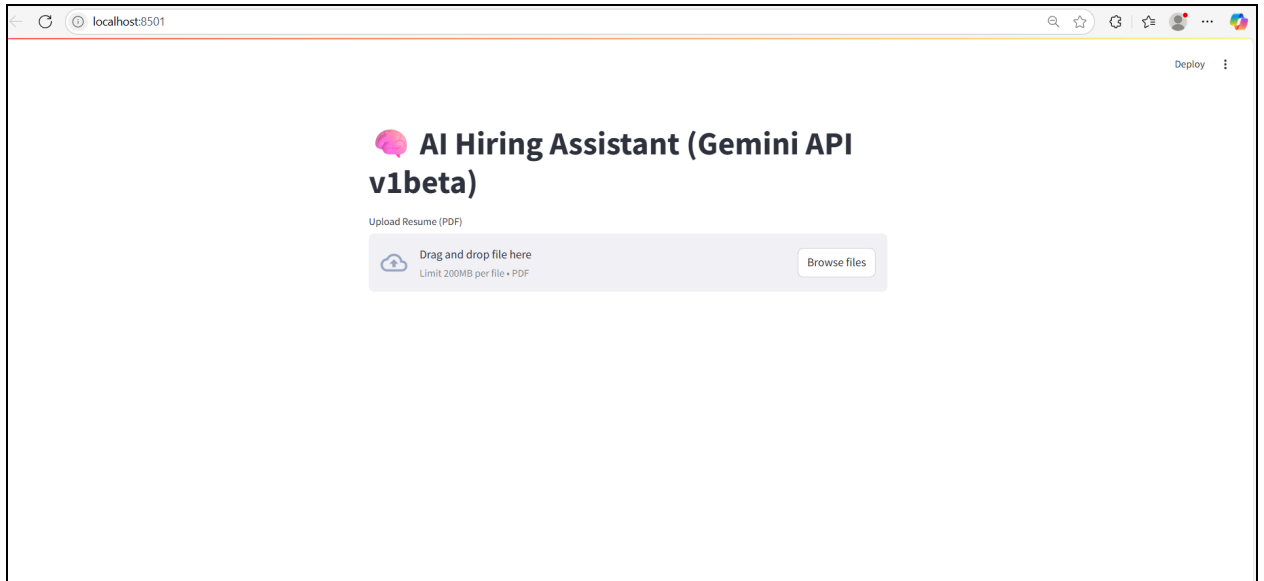 localhost:8501
Deploy
AI Hiring Assistant (Gemini API
v1beta)
Upload Resume (PDF)
Drag and drop file here
Limit 200MB per file • PDF
Browse files